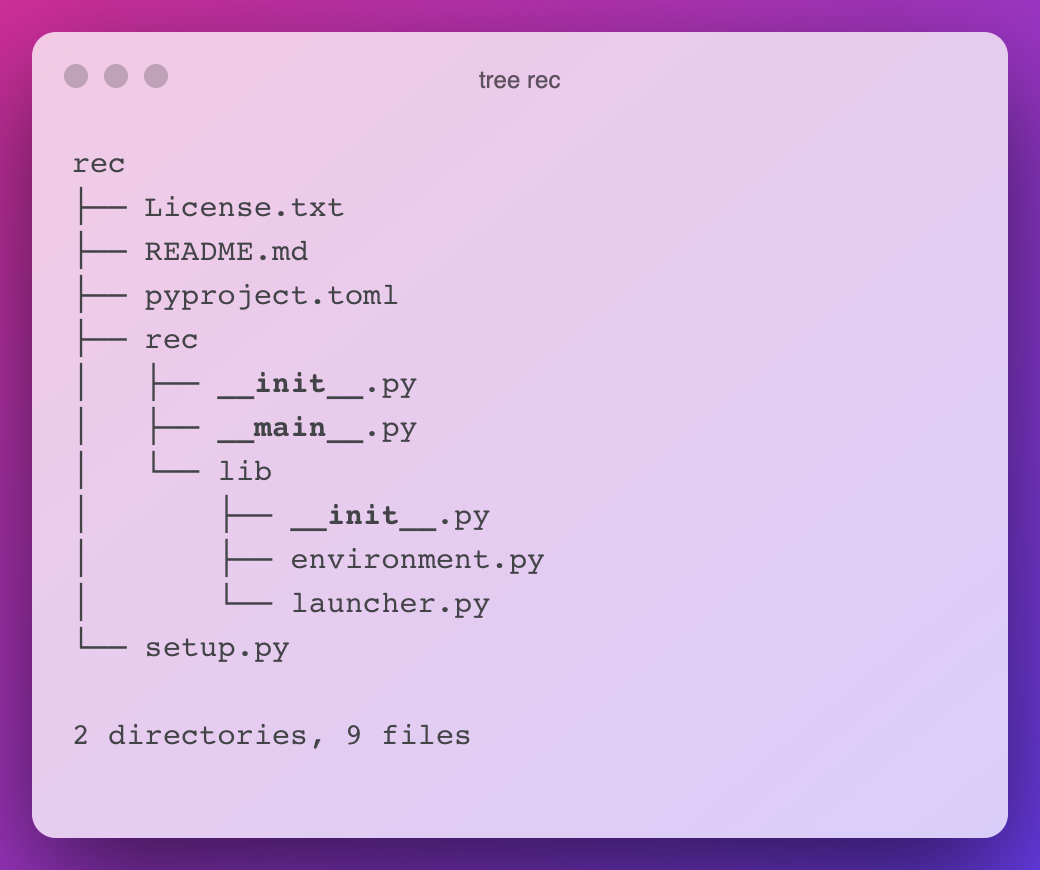 tree rec
rec
├── License.txt
├── README.md
├── pyproject.toml
├── rec
│   ├── __init__.py
│   ├── __main__.py
│   └── lib
│       ├── __init__.py
│       ├── environment.py
│       └── launcher.py
└── setup.py
2 directories, 9 files